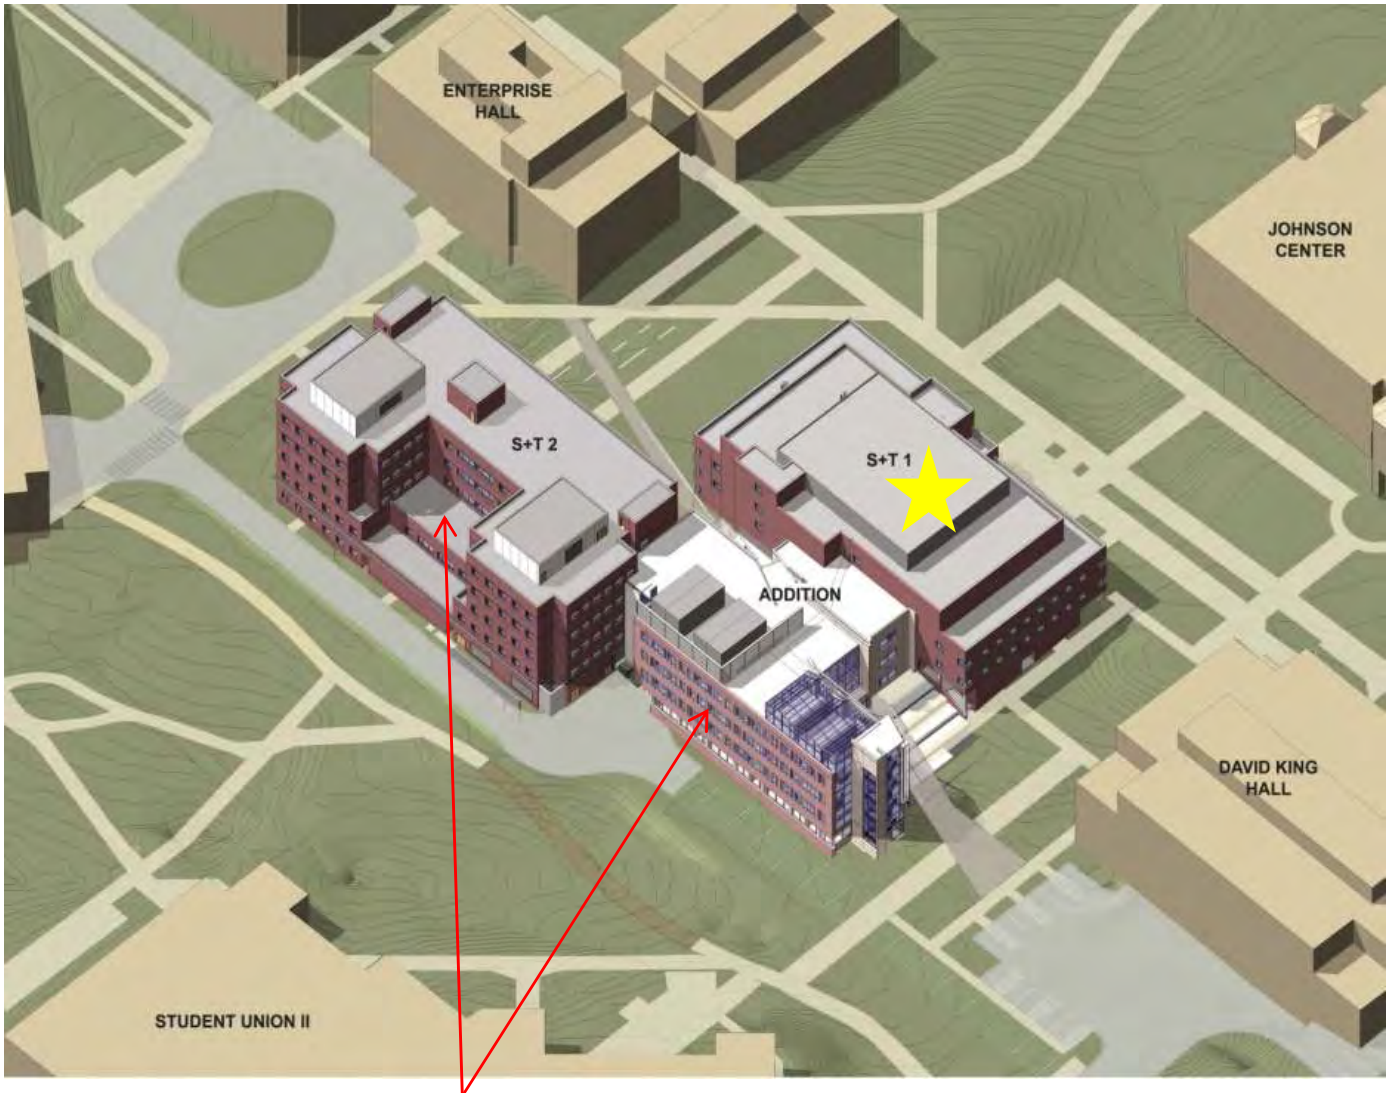 ENTERPRISE
HALL
JOHNSON
CENTER
S+T 2
S+T 1
ADDITION
DAVID KING
HALL
STUDENT UNION II